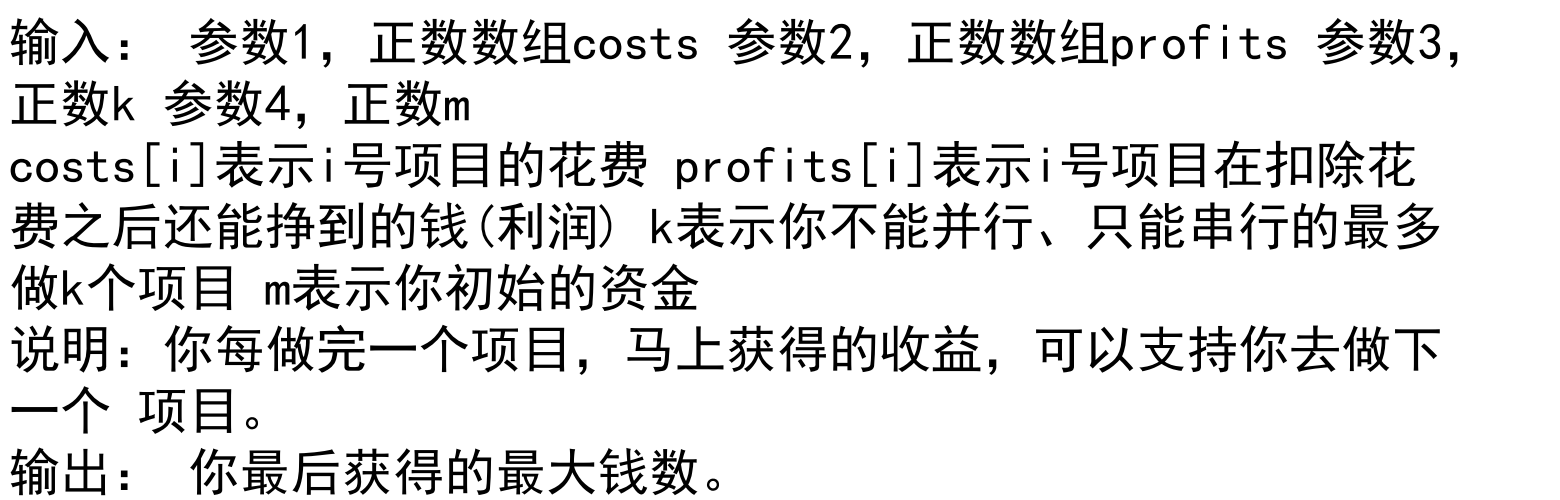 输入： 参数1，正数数组costs 参数2，正数数组profits 参数3，
正数k 参数4，正数m
costs[i]表示i号项目的花费 profits[i]表示i号项目在扣除花
费之后还能挣到的钱(利润) k表示你不能并行、只能串行的最多
做k个项目 m表示你初始的资金
说明：你每做完一个项目，马上获得的收益，可以支持你去做下
一个 项目。
输出： 你最后获得的最大钱数。